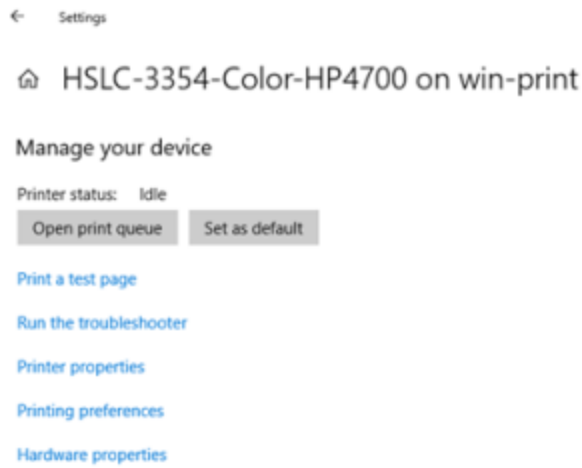 Settings
HSLC-3354-Color-HP4700 on win-print
Manage your device
Printer status: Idle
Open print queue Set as default
Print a test page
Run the troubleshooter
Printer properties
Printing preferences
Hardware properties